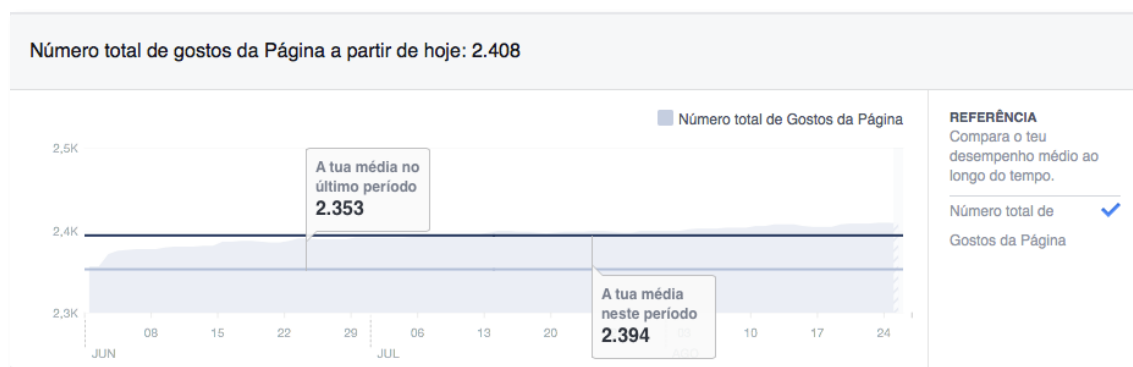 Número total de gostos da Página a partir de hoje: 2.408
Número total de Gostos da Página
2,5K
2,4K
2,3K
A tua média no
último período
2.353
A tua média
neste período
2.394
08
15
22
29
06
13
20
03
10
17
24
JUN
JUL
AGO
REFERÊNCIA
Compara o teu
desempenho médio ao
longo do tempo.
Número total de
Gostos da Página